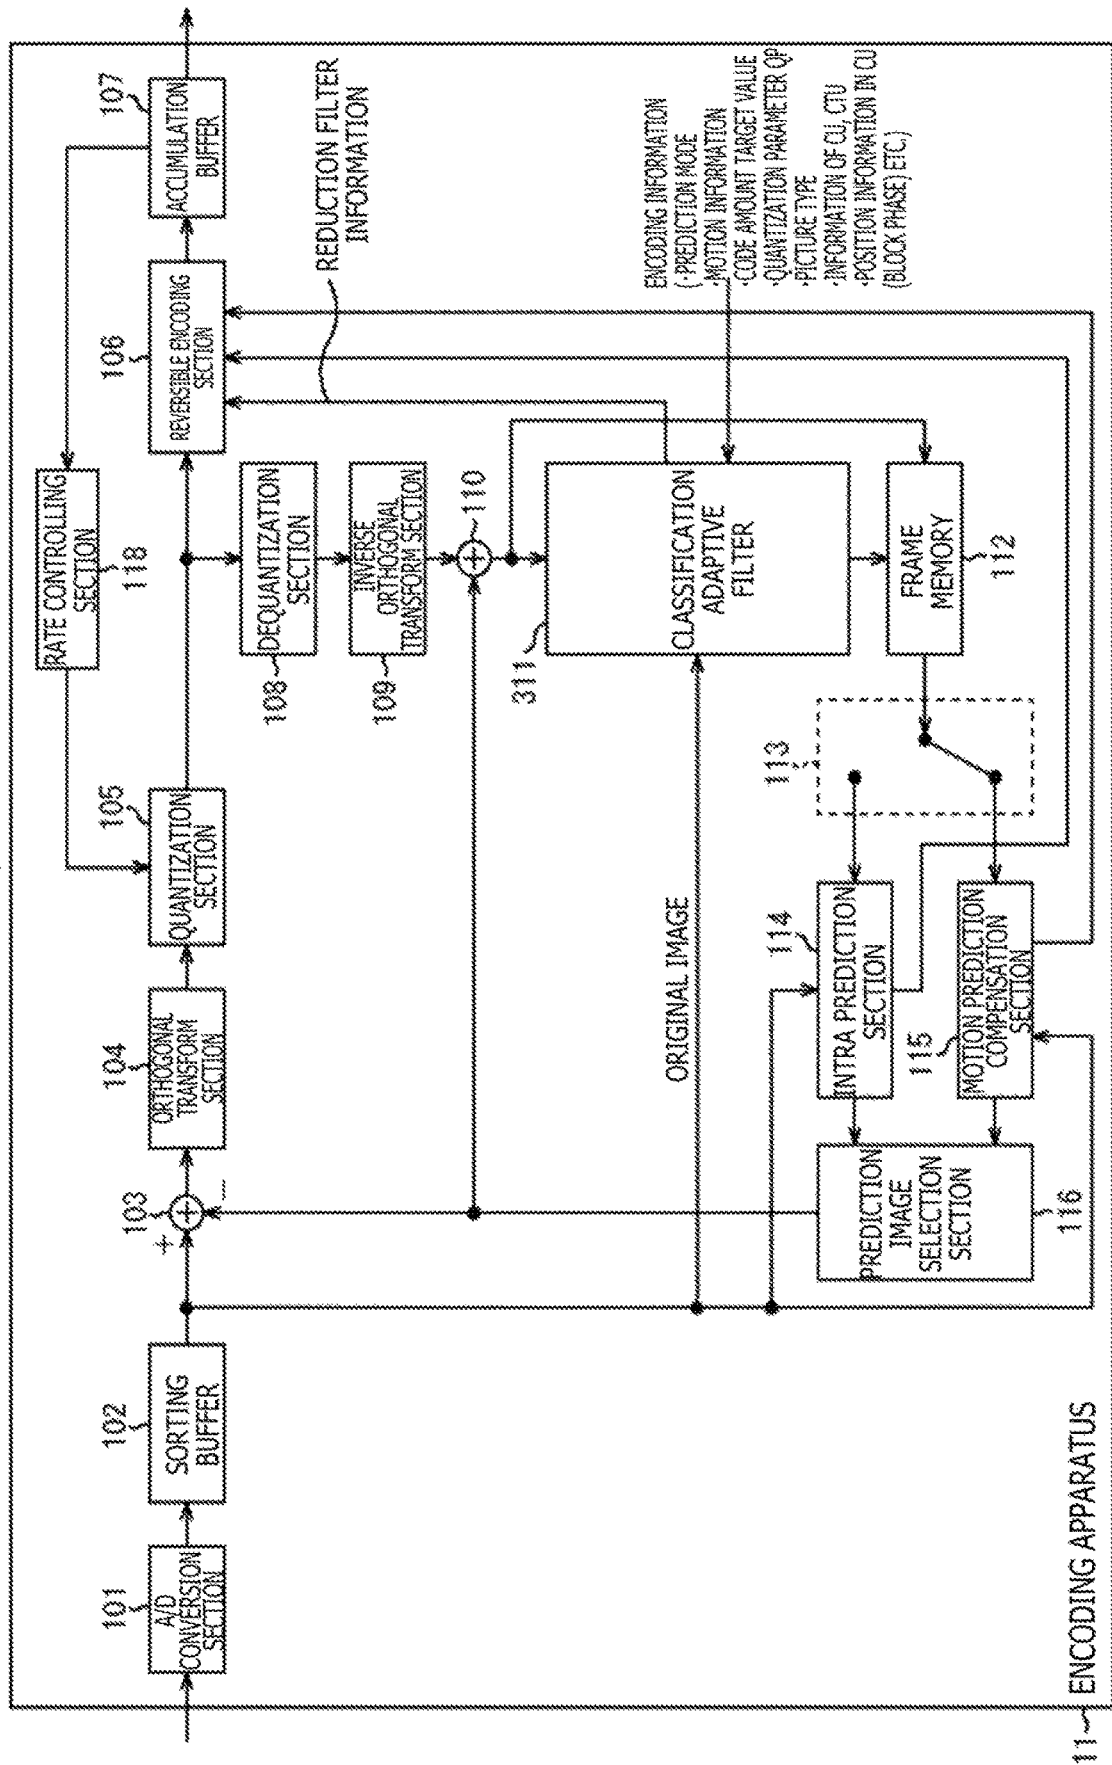 11
ENCODING APPARATUS
101
A/D
CONVERSION
SECTION
102
SORTING
BUFFER
103
+
−
104
ORTHOGONAL
TRANSFORM
SECTION
105
QUANTIZATION
SECTION
RATE CONTROLLING
SECTION
118
106
REVERSIBLE ENCODING
SECTION
107
ACCUMULATION
BUFFER
REDUCTION FILTER
INFORMATION
108
DEQUANTIZATION
SECTION
109
INVERSE
ORTHOGONAL
TRANSFORM SECTION
110
ORIGINAL IMAGE
311
CLASSIFICATION
ADAPTIVE
FILTER
ENCODING INFORMATION
(·PREDICTION MODE
·MOTION INFORMATION
·CODE AMOUNT TARGET VALUE
·QUANTIZATION PARAMETER QP
·PICTURE TYPE
·INFORMATION OF CU, CTU
·POSITION INFORMATION IN CU
(BLOCK PHASE) ETC.)
FRAME
MEMORY
112
113
114
INTRA PREDICTION
SECTION
115
MOTION PREDICTION
COMPENSATION
SECTION
PREDICTION
IMAGE
SELECTION
SECTION
116